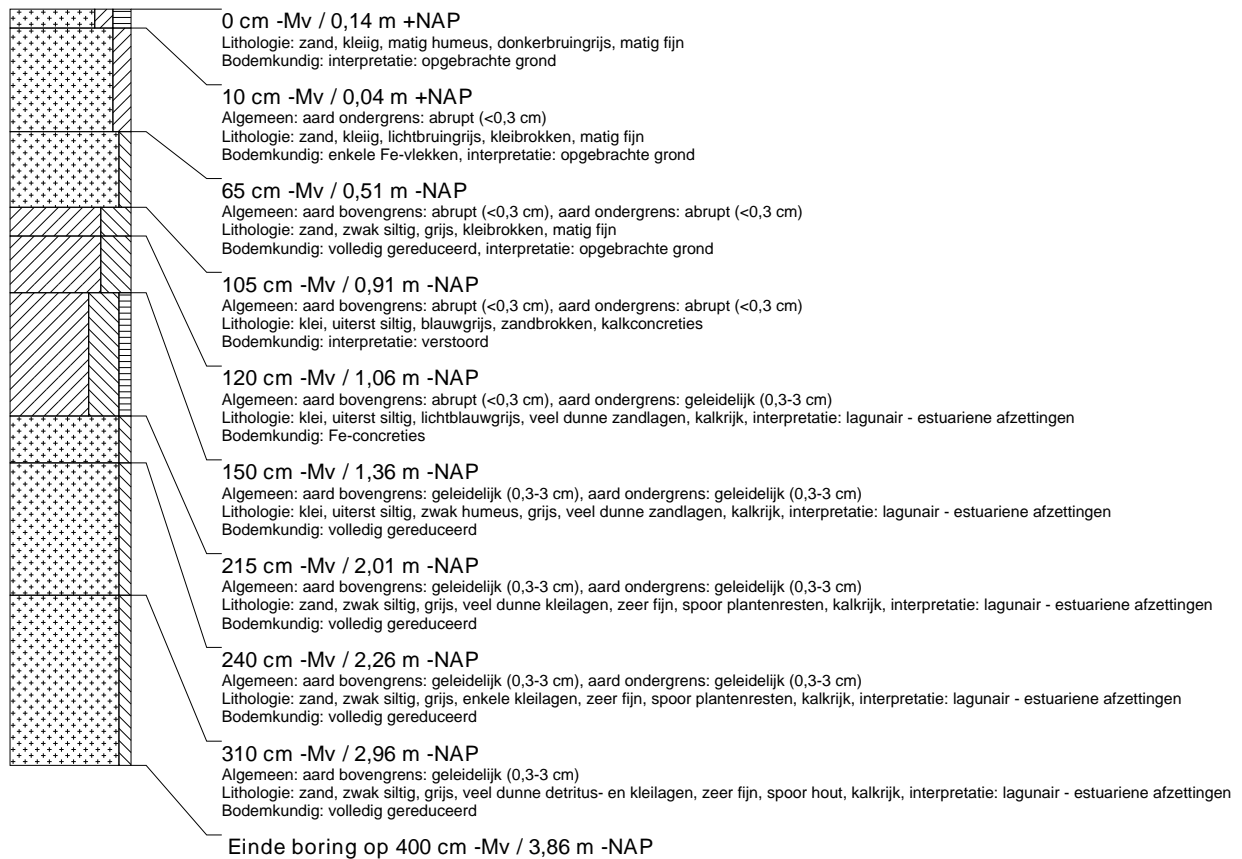 0 cm -Mv / 0,14 m +NAP
Lithologie: zand, kleiig, matig humeus, donkerbruingrijs, matig fijn
Bodemkundig: interpretatie: opgebrachte grond
10 cm -Mv / 0,04 m +NAP
Algemeen: aard ondergrens: abrupt (<0,3 cm)
Lithologie: zand, kleiig, lichtbruingrijs, kleibrokken, matig fijn
Bodemkundig: enkele Fe-vlekken, interpretatie: opgebrachte grond
65 cm -Mv / 0,51 m -NAP
Algemeen: aard bovengrens: abrupt (<0,3 cm), aard ondergrens: abrupt (<0,3 cm)
Lithologie: zand, zwak siltig, grijs, kleibrokken, matig fijn
Bodemkundig: volledig gereduceerd, interpretatie: opgebrachte grond
105 cm -Mv / 0,91 m -NAP
Algemeen: aard bovengrens: abrupt (<0,3 cm), aard ondergrens: abrupt (<0,3 cm)
Lithologie: klei, uiterst siltig, blauwgrijs, zandbrokken, kalkconcreties
Bodemkundig: interpretatie: verstoord
120 cm -Mv / 1,06 m -NAP
Algemeen: aard bovengrens: abrupt (<0,3 cm), aard ondergrens: geleidelijk (0,3-3 cm)
Lithologie: klei, uiterst siltig, lichtblauwgrijs, veel dunne zandlagen, kalkrijk, interpretatie: lagunair - estuariene afzettingen
Bodemkundig: Fe-concreties
150 cm -Mv / 1,36 m -NAP
Algemeen: aard bovengrens: geleidelijk (0,3-3 cm), aard ondergrens: geleidelijk (0,3-3 cm)
Lithologie: klei, uiterst siltig, zwak humeus, grijs, veel dunne zandlagen, kalkrijk, interpretatie: lagunair - estuariene afzettingen
Bodemkundig: volledig gereduceerd
215 cm -Mv / 2,01 m -NAP
Algemeen: aard bovengrens: geleidelijk (0,3-3 cm), aard ondergrens: geleidelijk (0,3-3 cm)
Lithologie: zand, zwak siltig, grijs, veel dunne kleilagen, zeer fijn, spoor plantenresten, kalkrijk, interpretatie: lagunair - estuariene afzettingen
Bodemkundig: volledig gereduceerd
240 cm -Mv / 2,26 m -NAP
Algemeen: aard bovengrens: geleidelijk (0,3-3 cm), aard ondergrens: geleidelijk (0,3-3 cm)
Lithologie: zand, zwak siltig, grijs, enkele kleilagen, zeer fijn, spoor plantenresten, kalkrijk, interpretatie: lagunair - estuariene afzettingen
Bodemkundig: volledig gereduceerd
310 cm -Mv / 2,96 m -NAP
Algemeen: aard bovengrens: geleidelijk (0,3-3 cm)
Lithologie: zand, zwak siltig, grijs, veel dunne detritus- en kleilagen, zeer fijn, spoor hout, kalkrijk, interpretatie: lagunair - estuariene afzettingen
Bodemkundig: volledig gereduceerd
Einde boring op 400 cm -Mv / 3,86 m -NAP